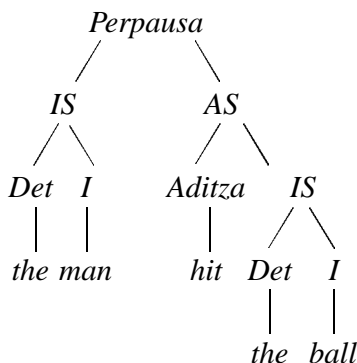 Perpausa
IS AS
Det I Aditza IS
the man hit Det I
the ball